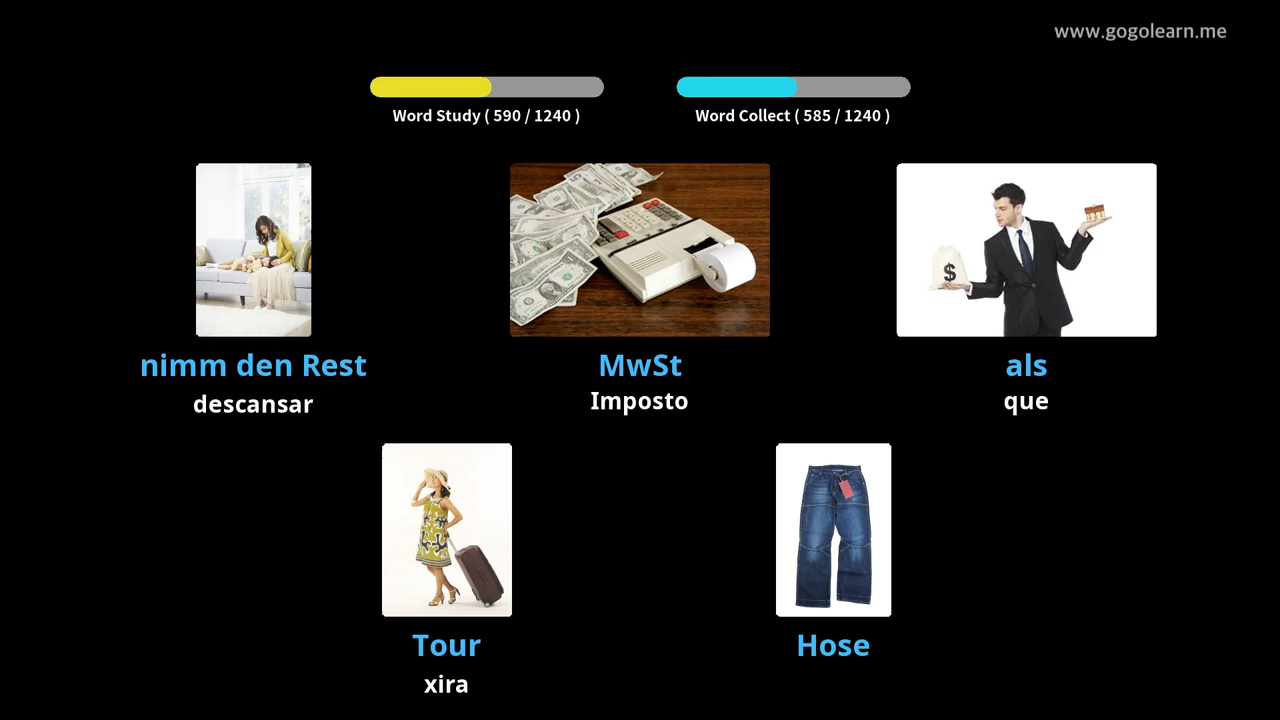 www.gogolearn.me
Word Study ( 590 / 1240 )
Word Collect ( 585 / 1240 )
nimm den Rest
descansar
MwSt
Imposto
als
que
$
Tour
xira
Hose